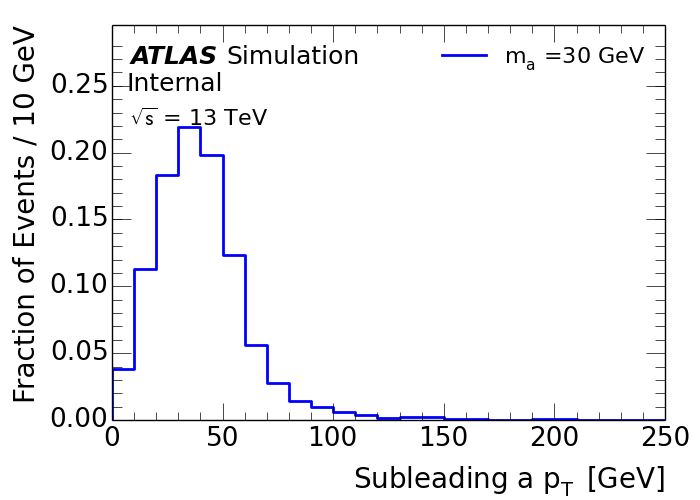 ATLAS Simulation
Internal
√s = 13 TeV
m_a =30 GeV
Fraction of Events / 10 GeV
0.25
0.20
0.15
0.10
0.05
0.00
0 50 100 150 200 250
Subleading a p_T [GeV]